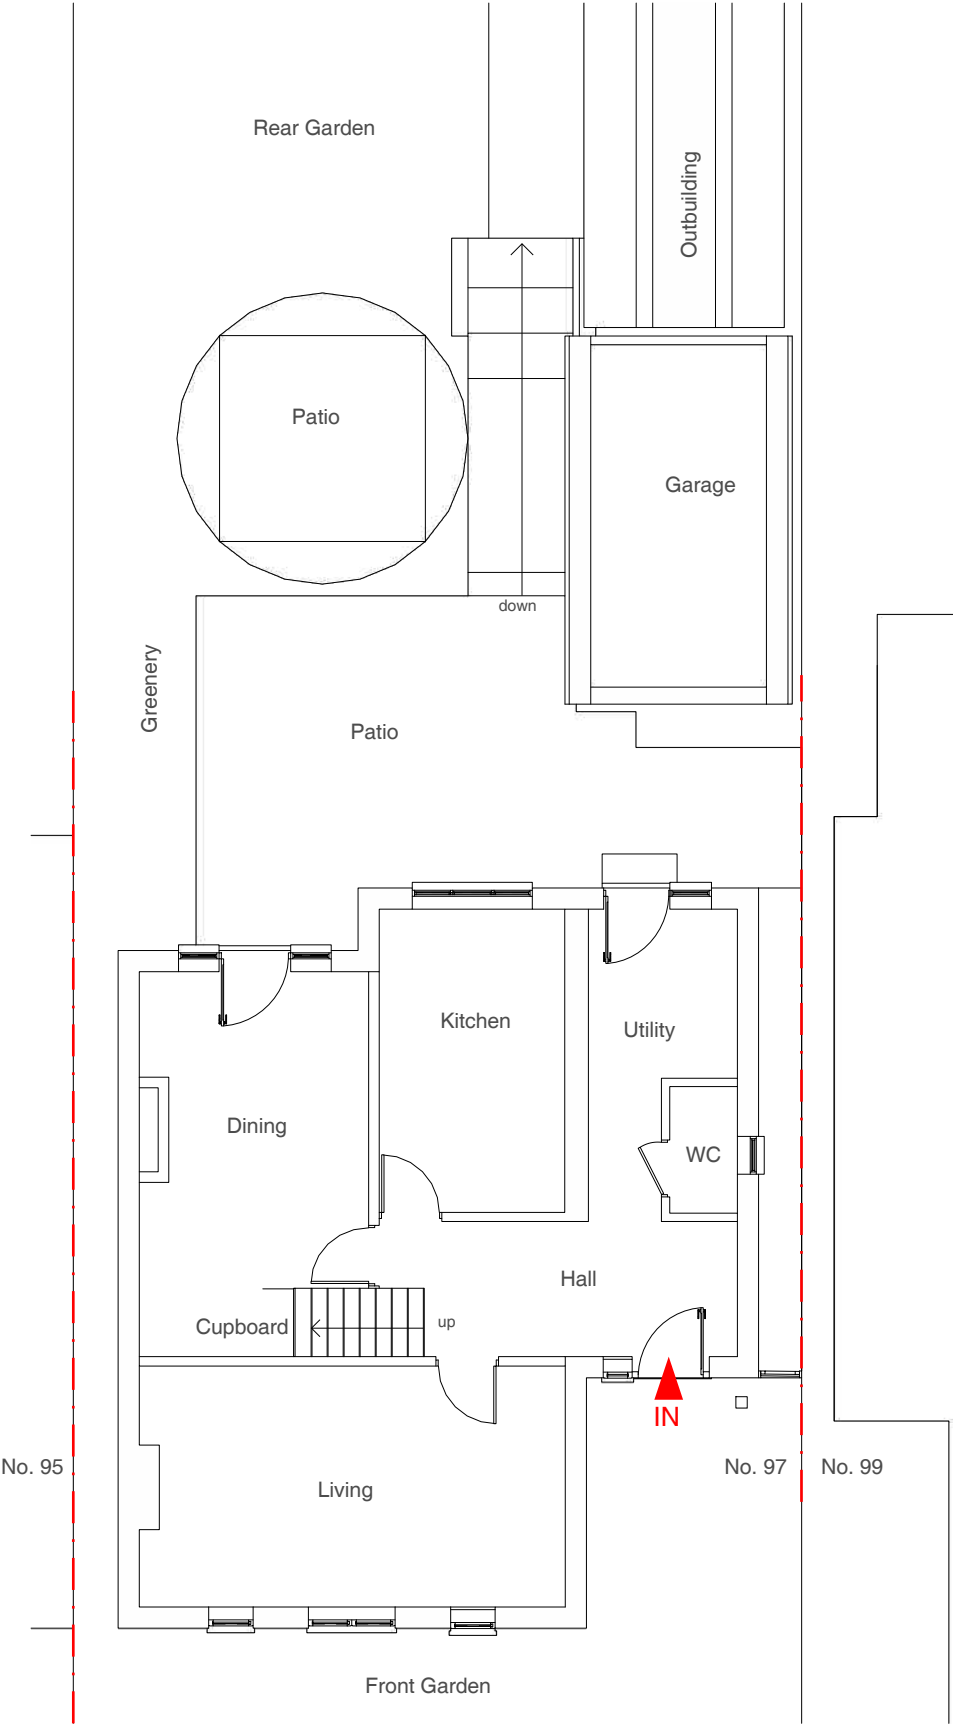 Rear Garden
Outbuilding
Patio
Garage
down
Greenery
Patio
Kitchen
Utility
Dining
WC
Hall
Cupboard
up
IN
No. 95
No. 97
No. 99
Living
Front Garden